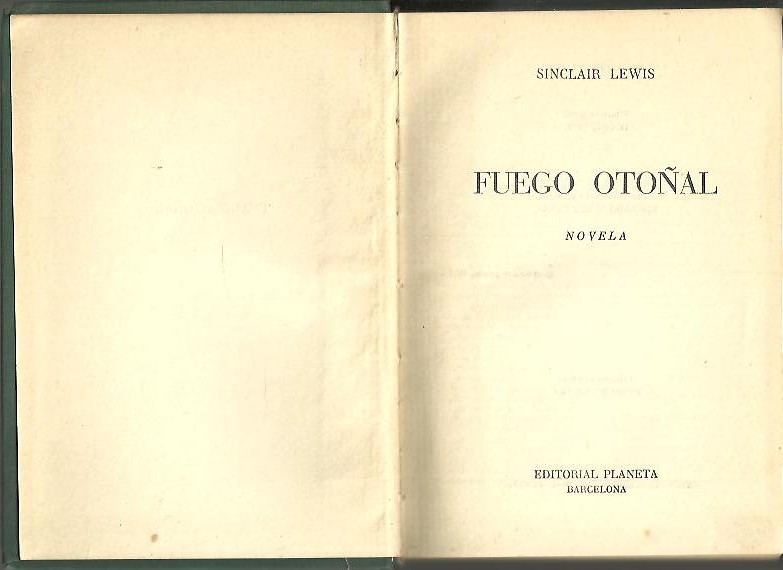 SINCLAIR LEWIS
FUEGO OTOÑAL
NOVELA
EDITORIAL PLANETA
BARCELONA